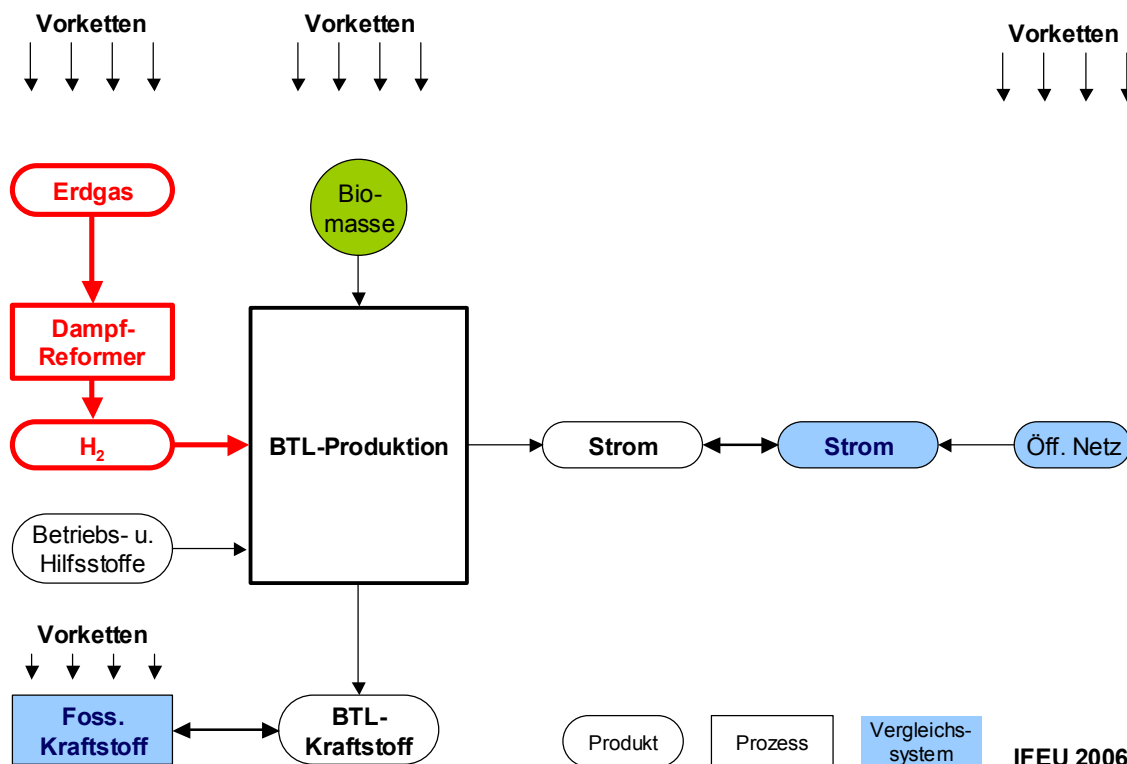 Vorketten
Vorketten
Vorketten
Erdgas
Bio-
masse
Dampf-
Reformer
H₂
BTL-Produktion
Strom
Strom
Öff. Netz
Betriebs- u.
Hilfsstoffe
Vorketten
Foss.
Kraftstoff
BTL-
Kraftstoff
Produkt
Prozess
Vergleichs-
system
IFEU 2006